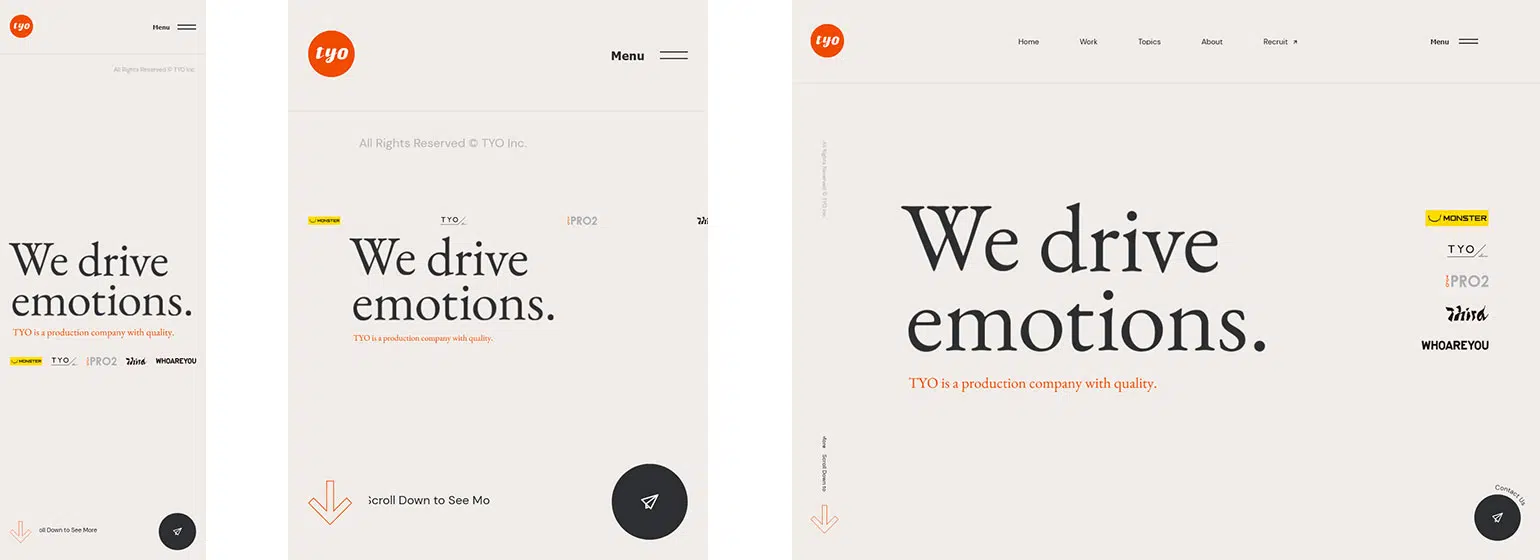 tyo
Menu
All Rights Reserved © TYO Inc.
We drive
emotions.
TYO is a production company with quality.
MONSTER
TYO
PRO2
Third
WHOAREYOU
oll Down to See More
tyo
Menu
All Rights Reserved © TYO Inc.
MONSTER
TYO
PRO2
Thi
We drive
emotions.
TYO is a production company with quality.
Scroll Down to See Mo
tyo
Home
Work
Topics
About
Recruit
Menu
All Rights Reserved © TYO Inc.
We drive
emotions.
TYO is a production company with quality.
MONSTER
TYO
PRO2
Third
WHOAREYOU
More Scroll Down to
Contact Us